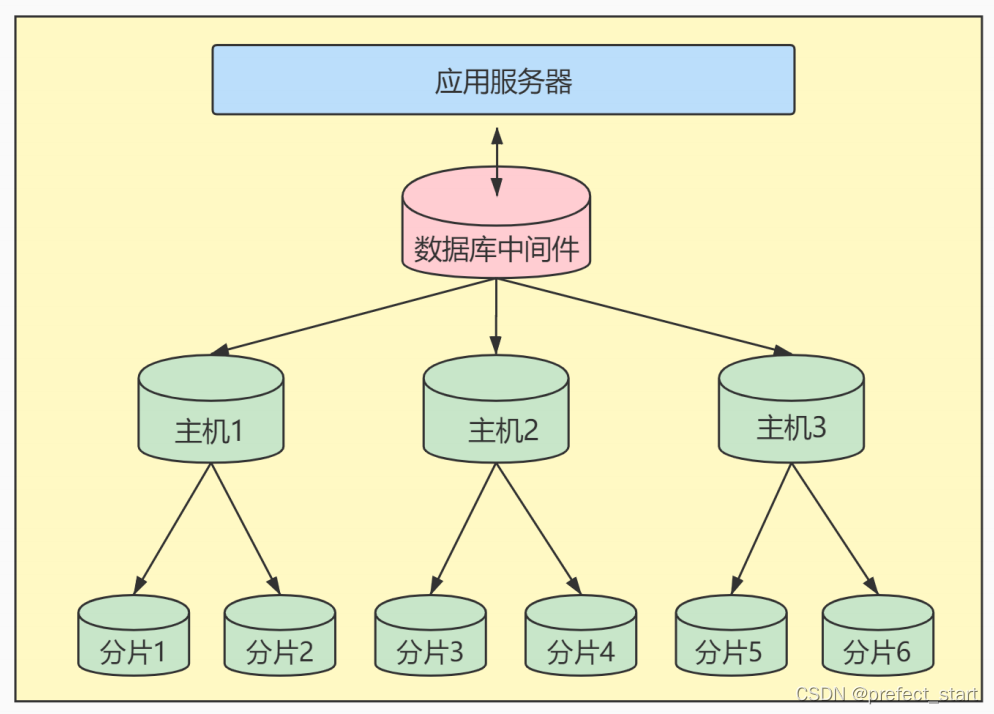 应用服务器
数据库中间件
主机1
主机2
主机3
分片1
分片2
分片3
分片4
分片5
分片6
CSDN @prefect_start